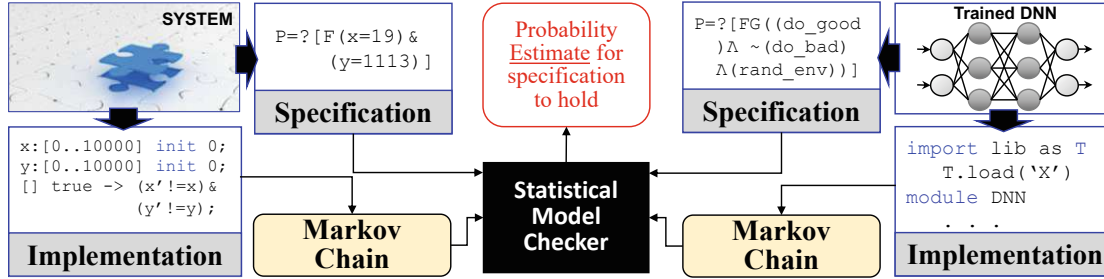 SYSTEM
P=?[F(x=19)&
(y=1113)]
Specification
Probability
Estimate for
specification
to hold
P=?[FG((do_good
)Λ ~(do_bad)
Λ(rand_env))]
Specification
Trained DNN
x:[0..10000] init 0;
y:[0..10000] init 0;
[] true -> (x'!=x)&
(y'!=y);
Implementation
Markov
Chain
Statistical
Model
Checker
Markov
Chain
import lib as T
T.load(‘X’)
module DNN
. . .
Implementation